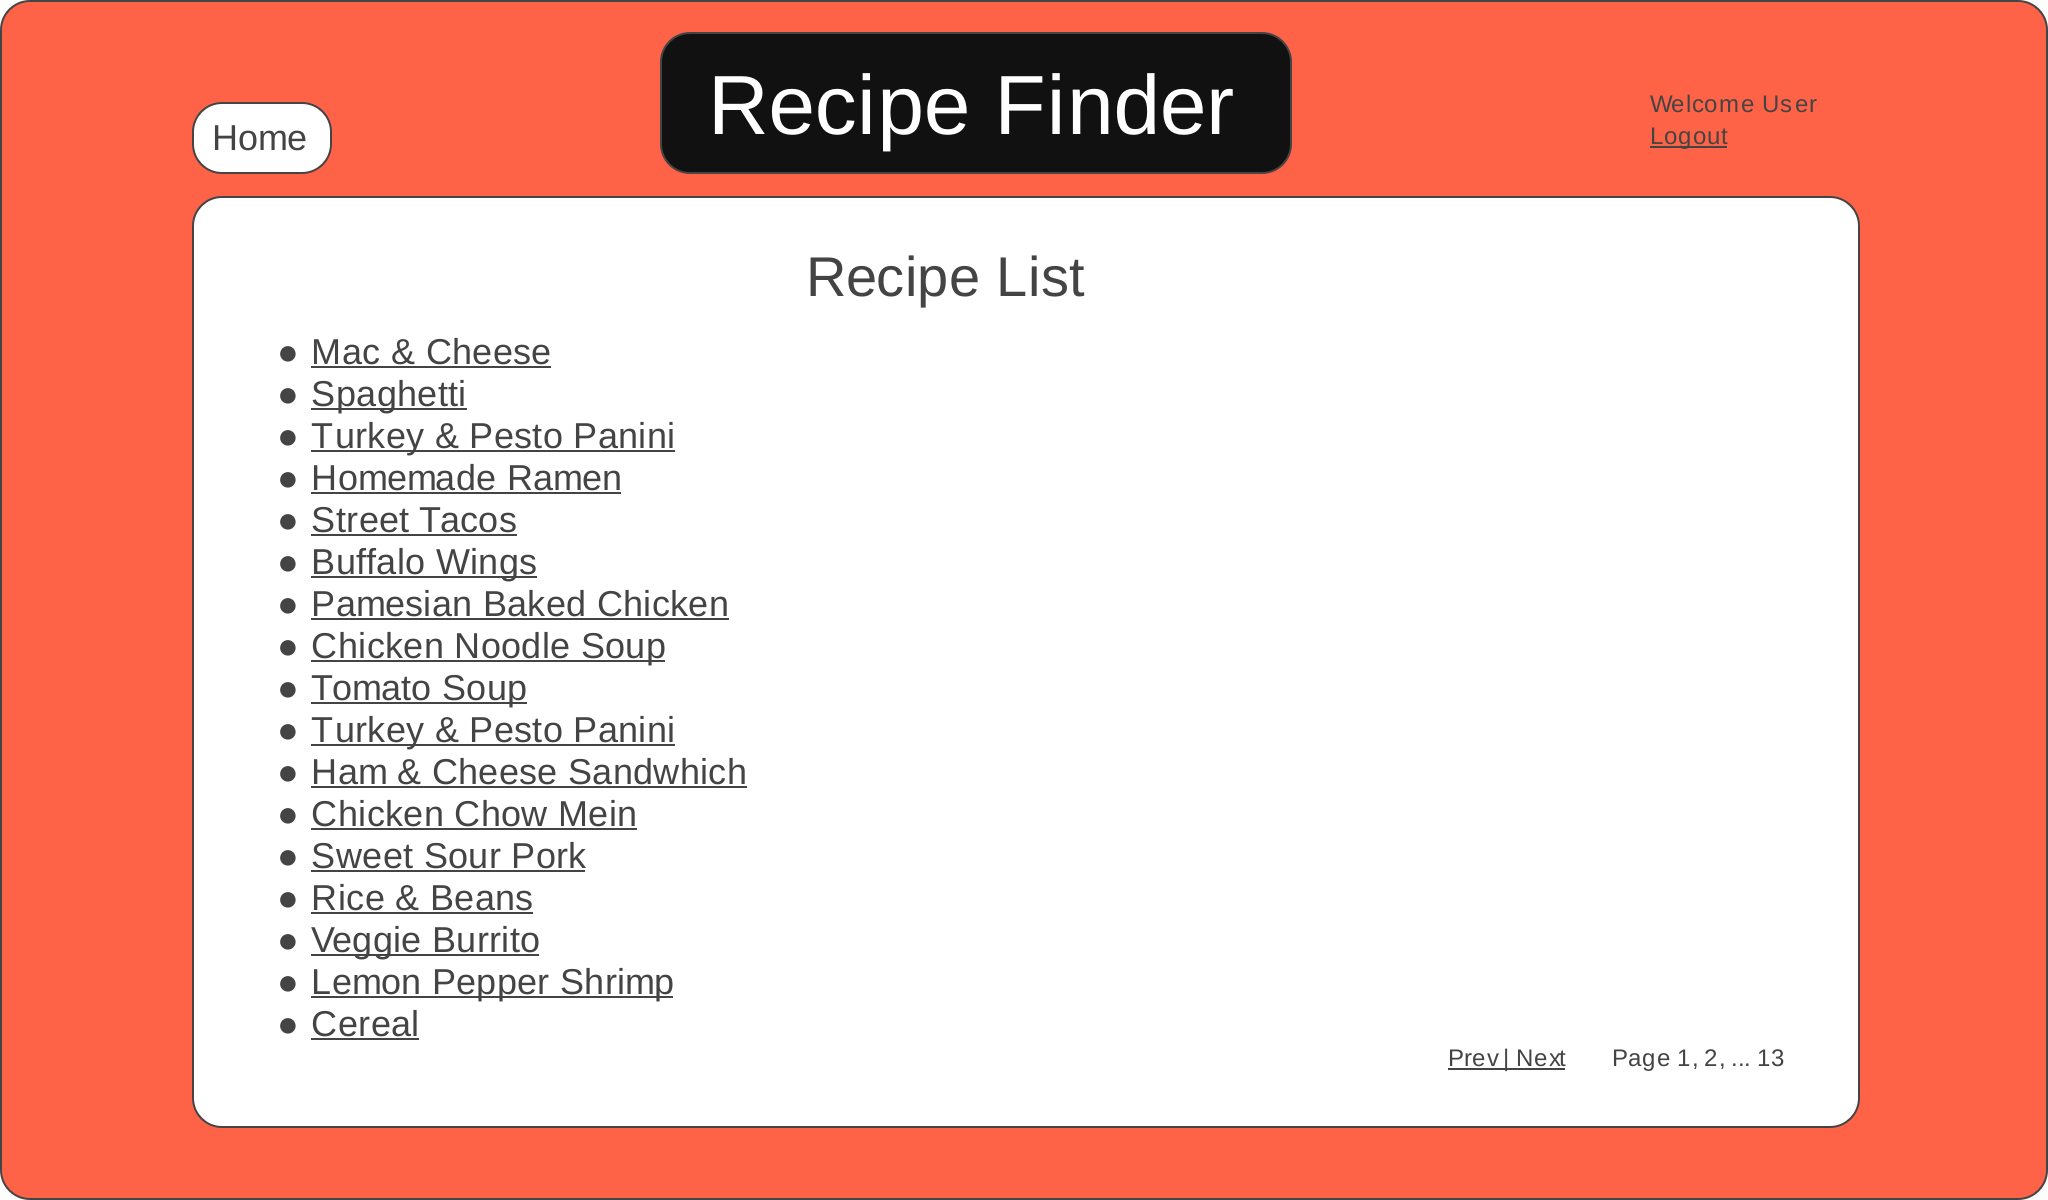 Recipe Finder
Home
Welcome User
Logout
Recipe List
● Mac & Cheese
● Spaghetti
● Turkey & Pesto Panini
● Homemade Ramen
● Street Tacos
● Buffalo Wings
● Pamesian Baked Chicken
● Chicken Noodle Soup
● Tomato Soup
● Turkey & Pesto Panini
● Ham & Cheese Sandwhich
● Chicken Chow Mein
● Sweet Sour Pork
● Rice & Beans
● Veggie Burrito
● Lemon Pepper Shrimp
● Cereal
Prev | Next Page 1, 2, ... 13